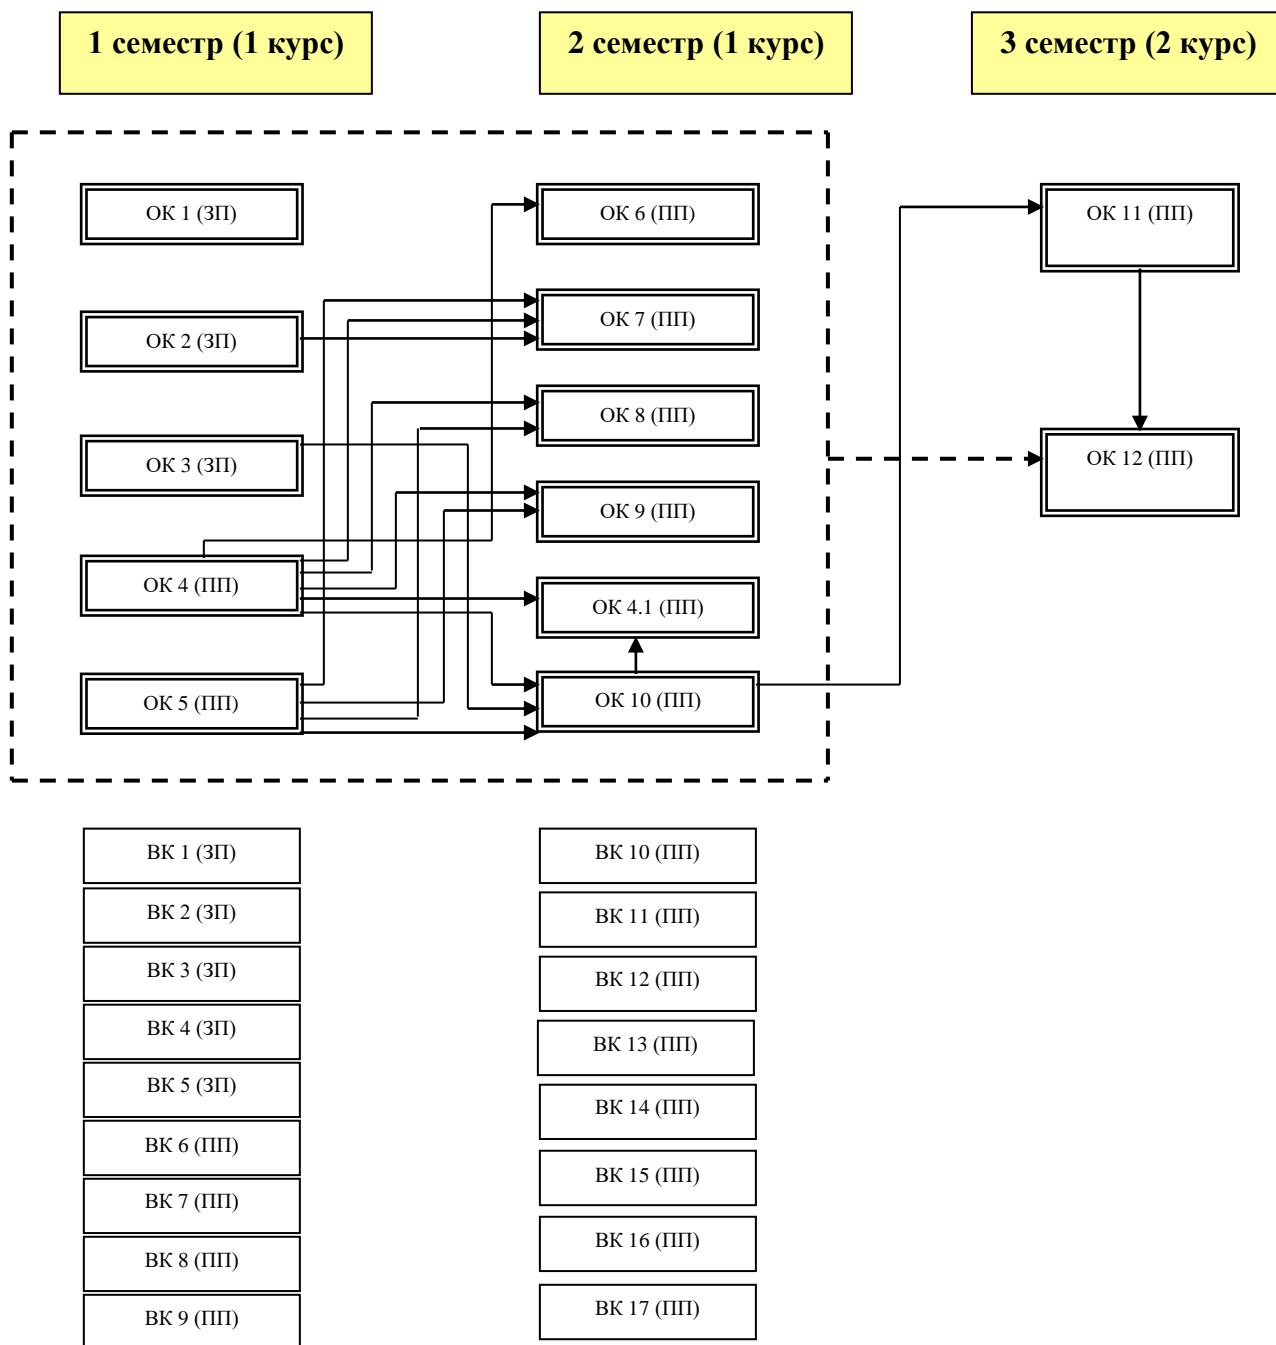 1 семестр (1 курс)
2 семестр (1 курс)
3 семестр (2 курс)
ОК 1 (ЗП)
ОК 6 (ПП)
ОК 11 (ПП)
ОК 2 (ЗП)
ОК 7 (ПП)
ОК 3 (ЗП)
ОК 8 (ПП)
ОК 12 (ПП)
ОК 9 (ПП)
ОК 4 (ПП)
ОК 4.1 (ПП)
ОК 5 (ПП)
ОК 10 (ПП)
ВК 1 (ЗП)
ВК 2 (ЗП)
ВК 3 (ЗП)
ВК 4 (ЗП)
ВК 5 (ЗП)
ВК 6 (ПП)
ВК 7 (ПП)
ВК 8 (ПП)
ВК 9 (ПП)
ВК 10 (ПП)
ВК 11 (ПП)
ВК 12 (ПП)
ВК 13 (ПП)
ВК 14 (ПП)
ВК 15 (ПП)
ВК 16 (ПП)
ВК 17 (ПП)